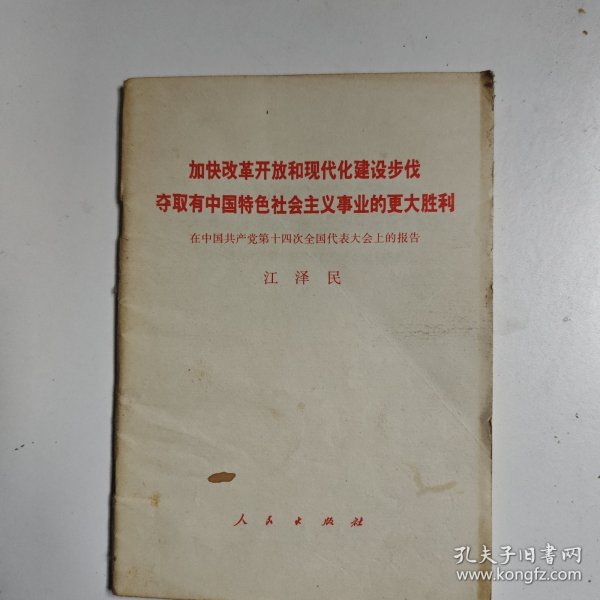 加快改革开放和现代化建设步伐
夺取有中国特色社会主义事业的更大胜利
在中国共产党第十四次全国代表大会上的报告
江泽民
人民出版社
孔夫子旧书网
www.kongfz.com